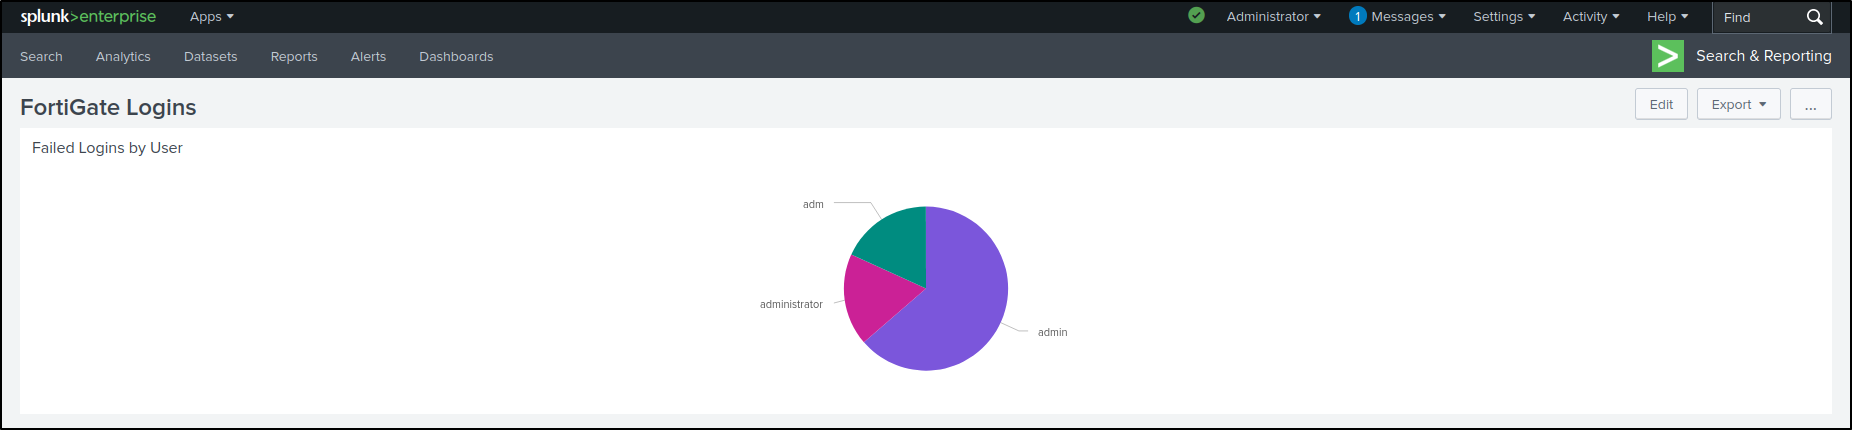 splunk>enterprise Apps Administrator 1 Messages Settings Activity Help Find
Search Analytics Datasets Reports Alerts Dashboards > Search & Reporting
FortiGate Logins Edit Export ...
Failed Logins by User
adm
administrator
admin